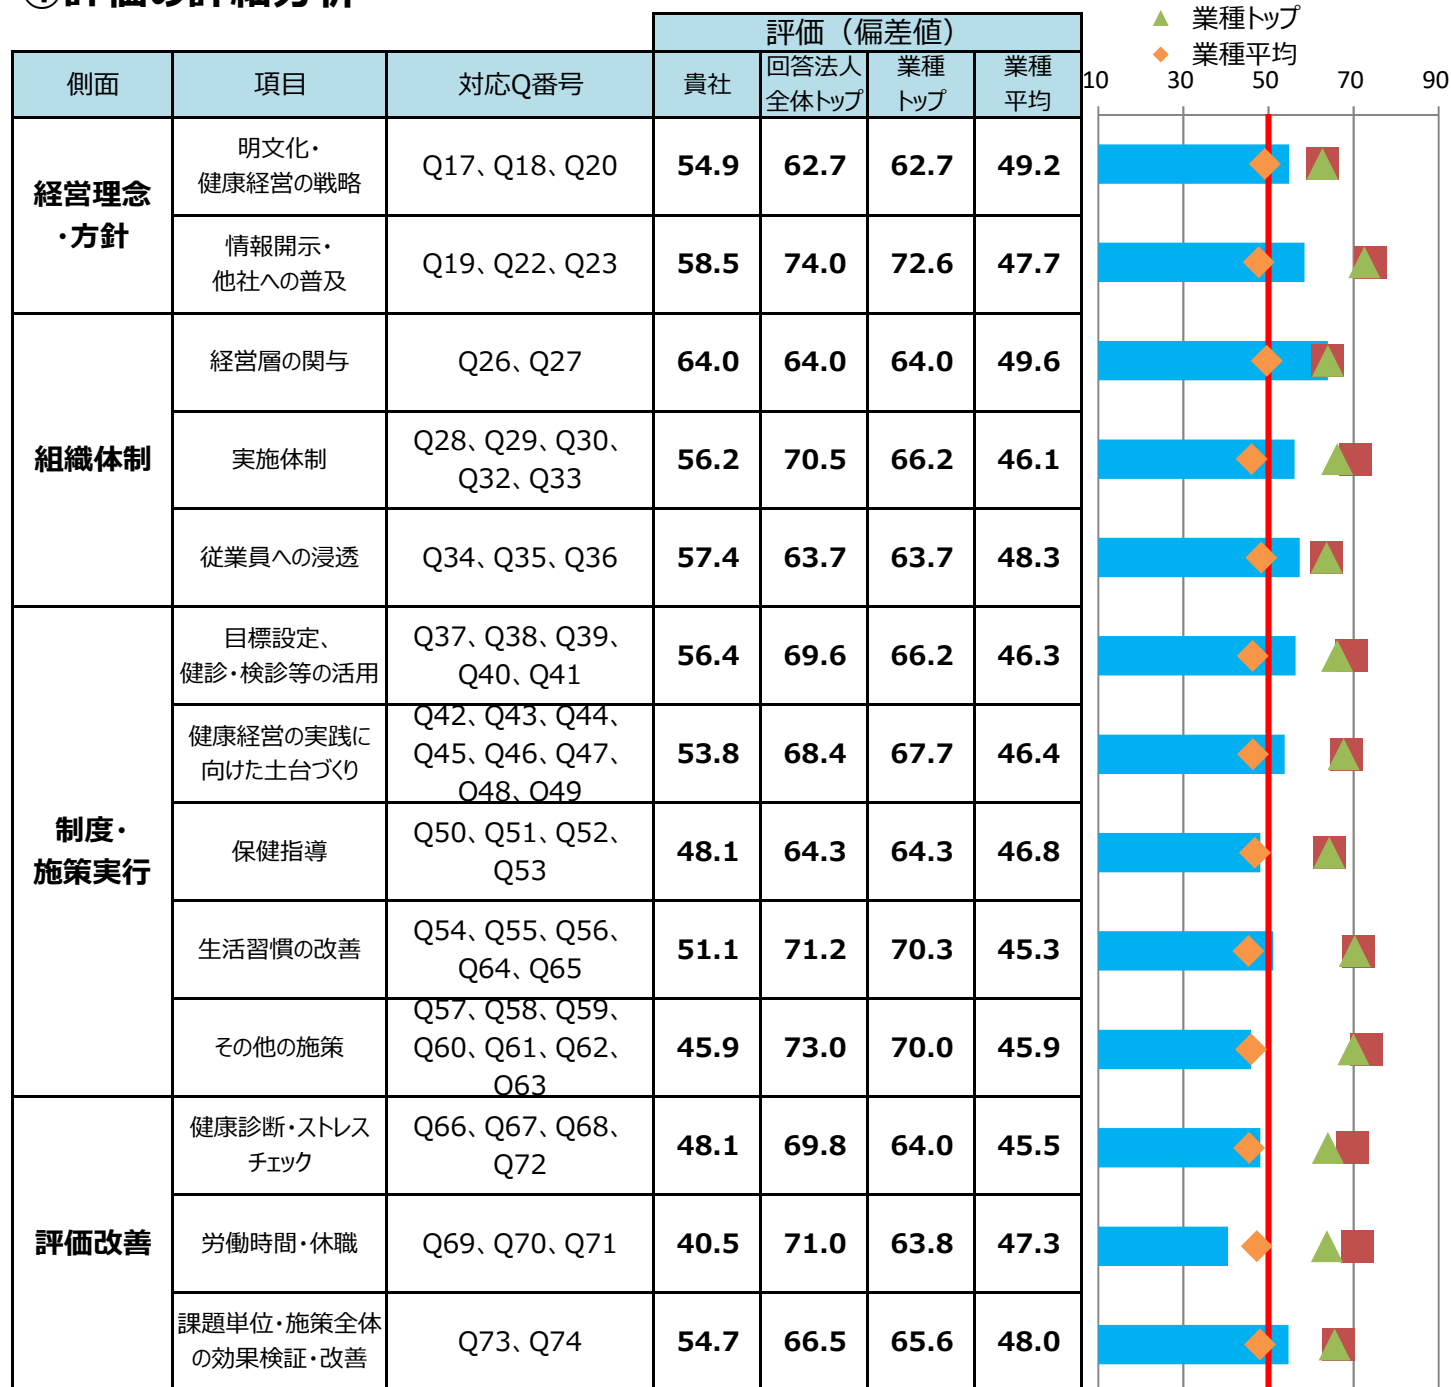 ①評価の詳細分析
▲ 業種トップ
◆ 業種平均
評価（偏差値）
側面 項目 対応Q番号 貴社 回答法人 業種 業種
全体トップ トップ 平均
10 30 50 70 90
経営理念
・方針
明文化・
健康経営の戦略
Q17、Q18、Q20 54.9 62.7 62.7 49.2
情報開示・
他社への普及
Q19、Q22、Q23 58.5 74.0 72.6 47.7
組織体制
経営層の関与 Q26、Q27 64.0 64.0 64.0 49.6
実施体制
Q28、Q29、Q30、
Q32、Q33
56.2 70.5 66.2 46.1
従業員への浸透 Q34、Q35、Q36 57.4 63.7 63.7 48.3
制度・
施策実行
目標設定、
健診・検診等の活用
Q37、Q38、Q39、
Q40、Q41
56.4 69.6 66.2 46.3
健康経営の実践に
向けた土台づくり
Q42、Q43、Q44、
Q45、Q46、Q47、
Q48、Q49
53.8 68.4 67.7 46.4
保健指導
Q50、Q51、Q52、
Q53
48.1 64.3 64.3 46.8
生活習慣の改善
Q54、Q55、Q56、
Q64、Q65
51.1 71.2 70.3 45.3
その他の施策
Q57、Q58、Q59、
Q60、Q61、Q62、
Q63
45.9 73.0 70.0 45.9
評価改善
健康診断・ストレス
チェック
Q66、Q67、Q68、
Q72
48.1 69.8 64.0 45.5
労働時間・休職 Q69、Q70、Q71 40.5 71.0 63.8 47.3
課題単位・施策全体
の効果検証・改善
Q73、Q74 54.7 66.5 65.6 48.0